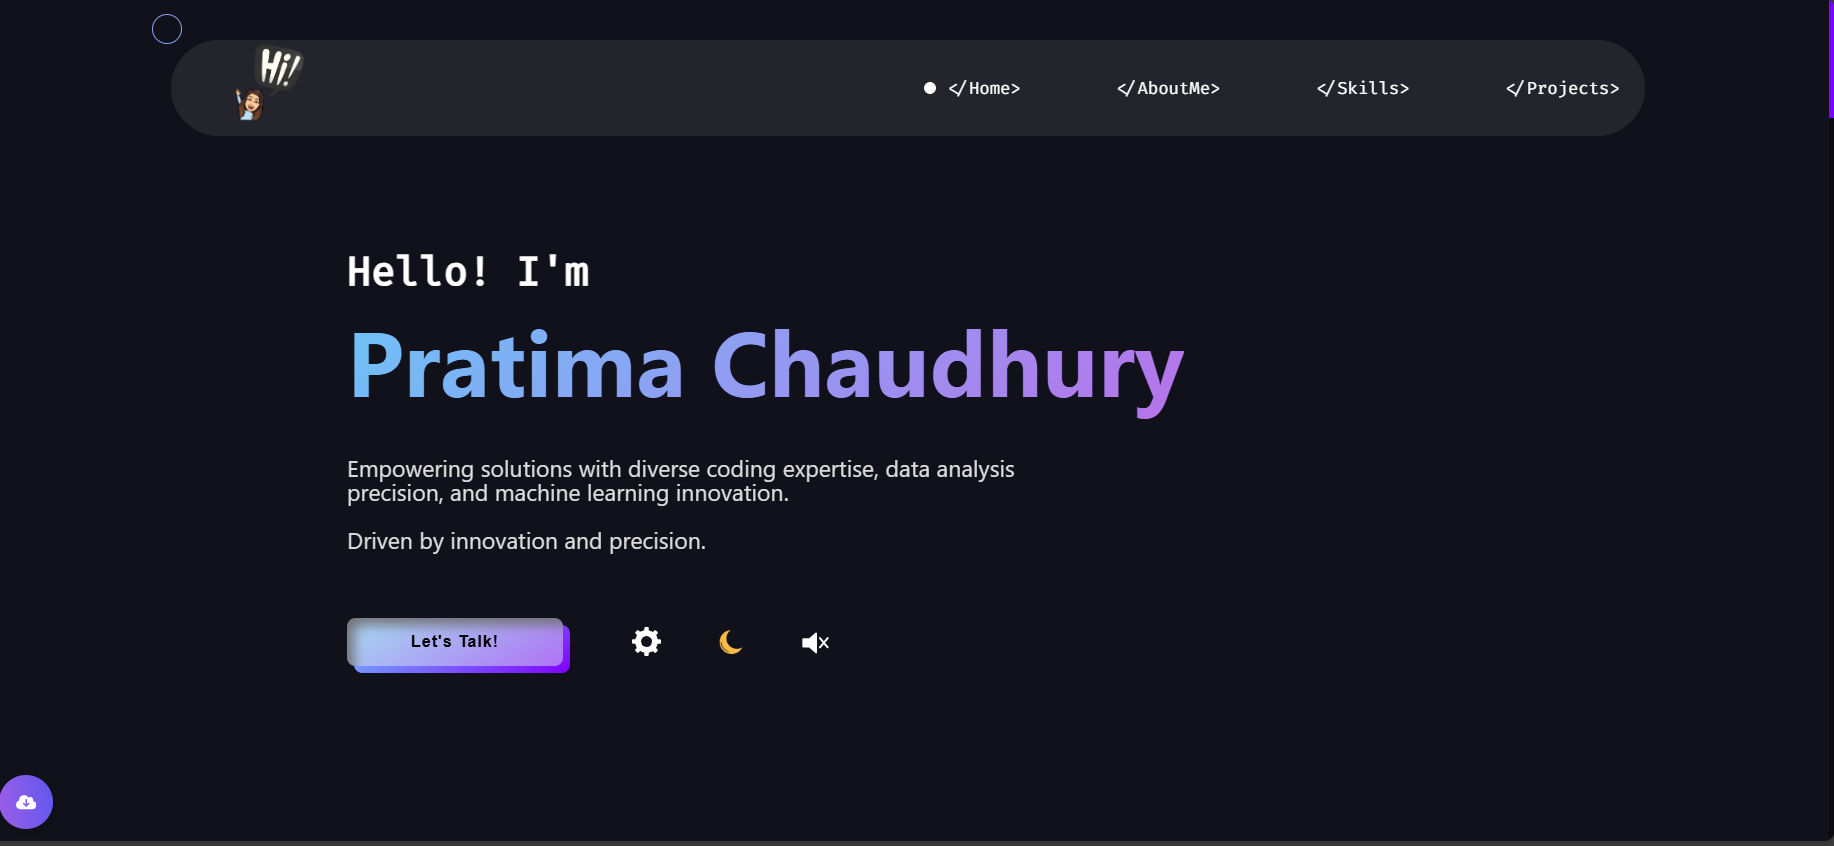 Hi!
</Home>
</AboutMe>
</Skills>
</Projects>
Hello! I'm
Pratima Chaudhury
Empowering solutions with diverse coding expertise, data analysis
precision, and machine learning innovation.
Driven by innovation and precision.
Let's Talk!